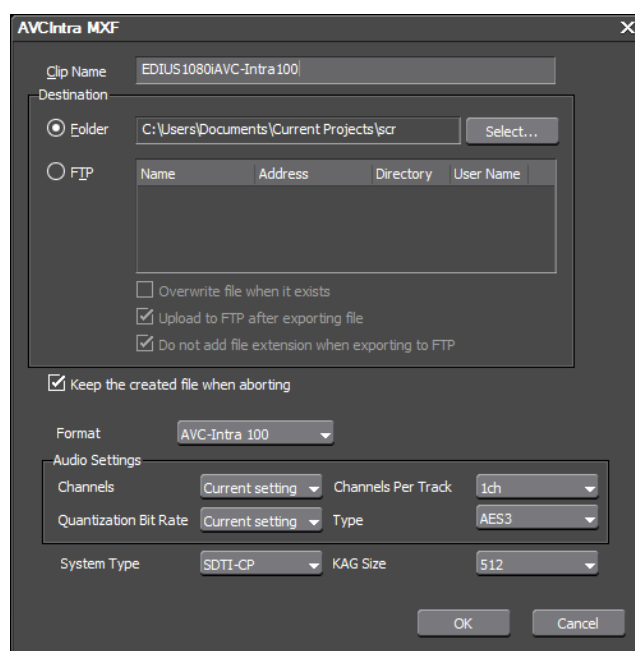 AVCIntra MXF X
Clip Name EDIUS1080iAVC-Intra100
Destination
Folder C:\Users\Documents\Current Projects\scr Select...
FTP Name Address Directory User Name
Overwrite file when it exists
Upload to FTP after exporting file
Do not add file extension when exporting to FTP
Keep the created file when aborting
Format AVC-Intra 100
Audio Settings
Channels Current setting Channels Per Track 1ch
Quantization Bit Rate Current setting Type AES3
System Type SDTI-CP KAG Size 512
OK Cancel